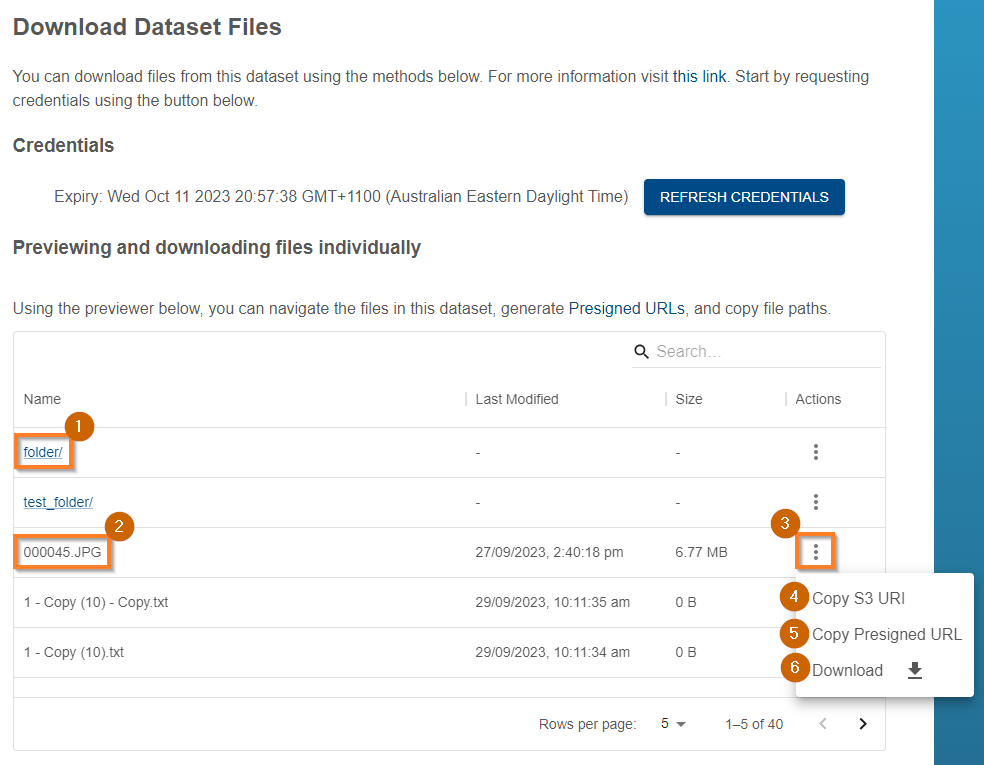 Download Dataset Files
You can download files from this dataset using the methods below. For more information visit this link. Start by requesting
credentials using the button below.
Credentials
Expiry: Wed Oct 11 2023 20:57:38 GMT+1100 (Australian Eastern Daylight Time) REFRESH CREDENTIALS
Previewing and downloading files individually
Using the previewer below, you can navigate the files in this dataset, generate Presigned URLs, and copy file paths.
Search...
Name Last Modified Size Actions
1
folder/ - -
test_folder/ - -
2 3
000045.JPG 27/09/2023, 2:40:18 pm 6.77 MB
1 - Copy (10) - Copy.txt 29/09/2023, 10:11:35 am 0 B 4 Copy S3 URI
5 Copy Presigned URL
1 - Copy (10).txt 29/09/2023, 10:11:34 am 0 B
6 Download
Rows per page: 5 1–5 of 40